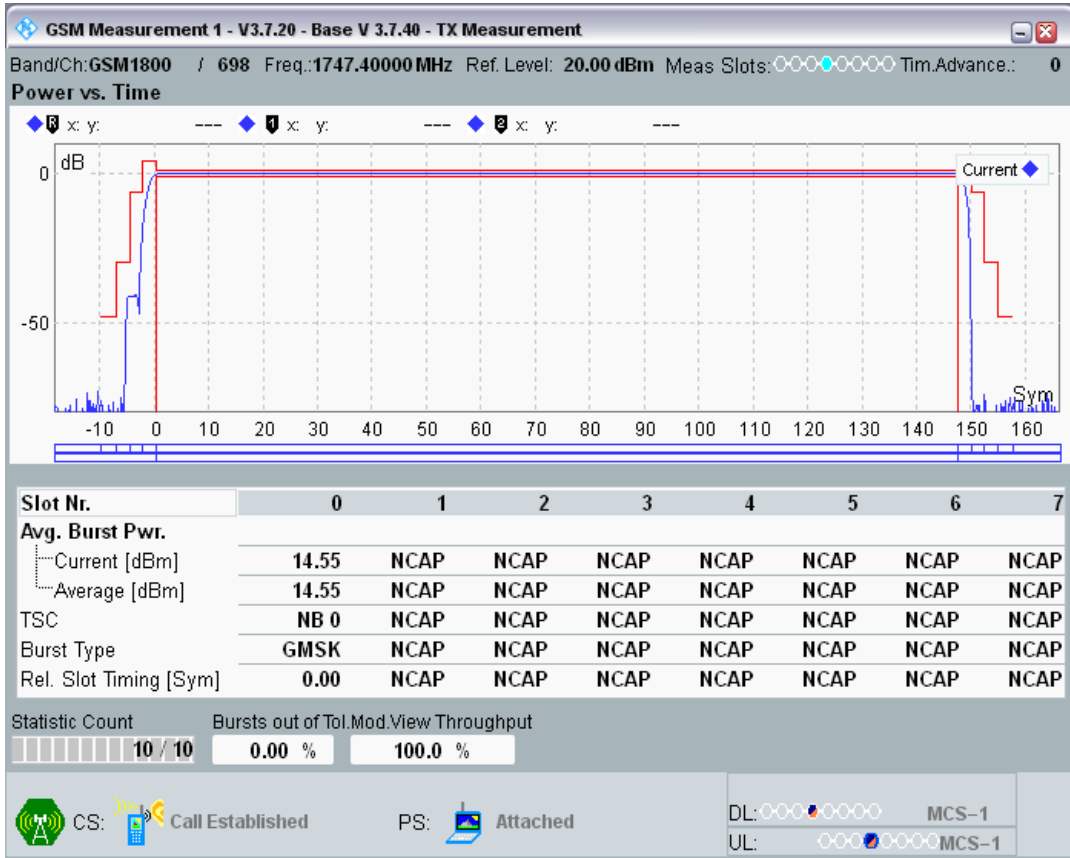 GSM Measurement 1 - V3.7.20 - Base V 3.7.40 - TX Measurement
Band/Ch:GSM1800 / 698 Freq.:1747.40000 MHz Ref. Level: 20.00 dBm Meas Slots: Tim.Advance.: 0
Power vs. Time
R x: y: --- 1 x: y: --- 2 x: y: ---
dB
Current
0
-50
Sym
-10 0 10 20 30 40 50 60 70 80 90 100 110 120 130 140 150 160
Slot Nr. 0 1 2 3 4 5 6 7
Avg. Burst Pwr.
Current [dBm] 14.55 NCAP NCAP NCAP NCAP NCAP NCAP NCAP
Average [dBm] 14.55 NCAP NCAP NCAP NCAP NCAP NCAP NCAP
TSC NB 0 NCAP NCAP NCAP NCAP NCAP NCAP NCAP
Burst Type GMSK NCAP NCAP NCAP NCAP NCAP NCAP NCAP
Rel. Slot Timing [Sym] 0.00 NCAP NCAP NCAP NCAP NCAP NCAP NCAP
Statistic Count Bursts out of Tol. Mod.View Throughput
10 / 10 0.00 % 100.0 %
CS: Call Established PS: Attached
DL: MCS-1
UL: MCS-1